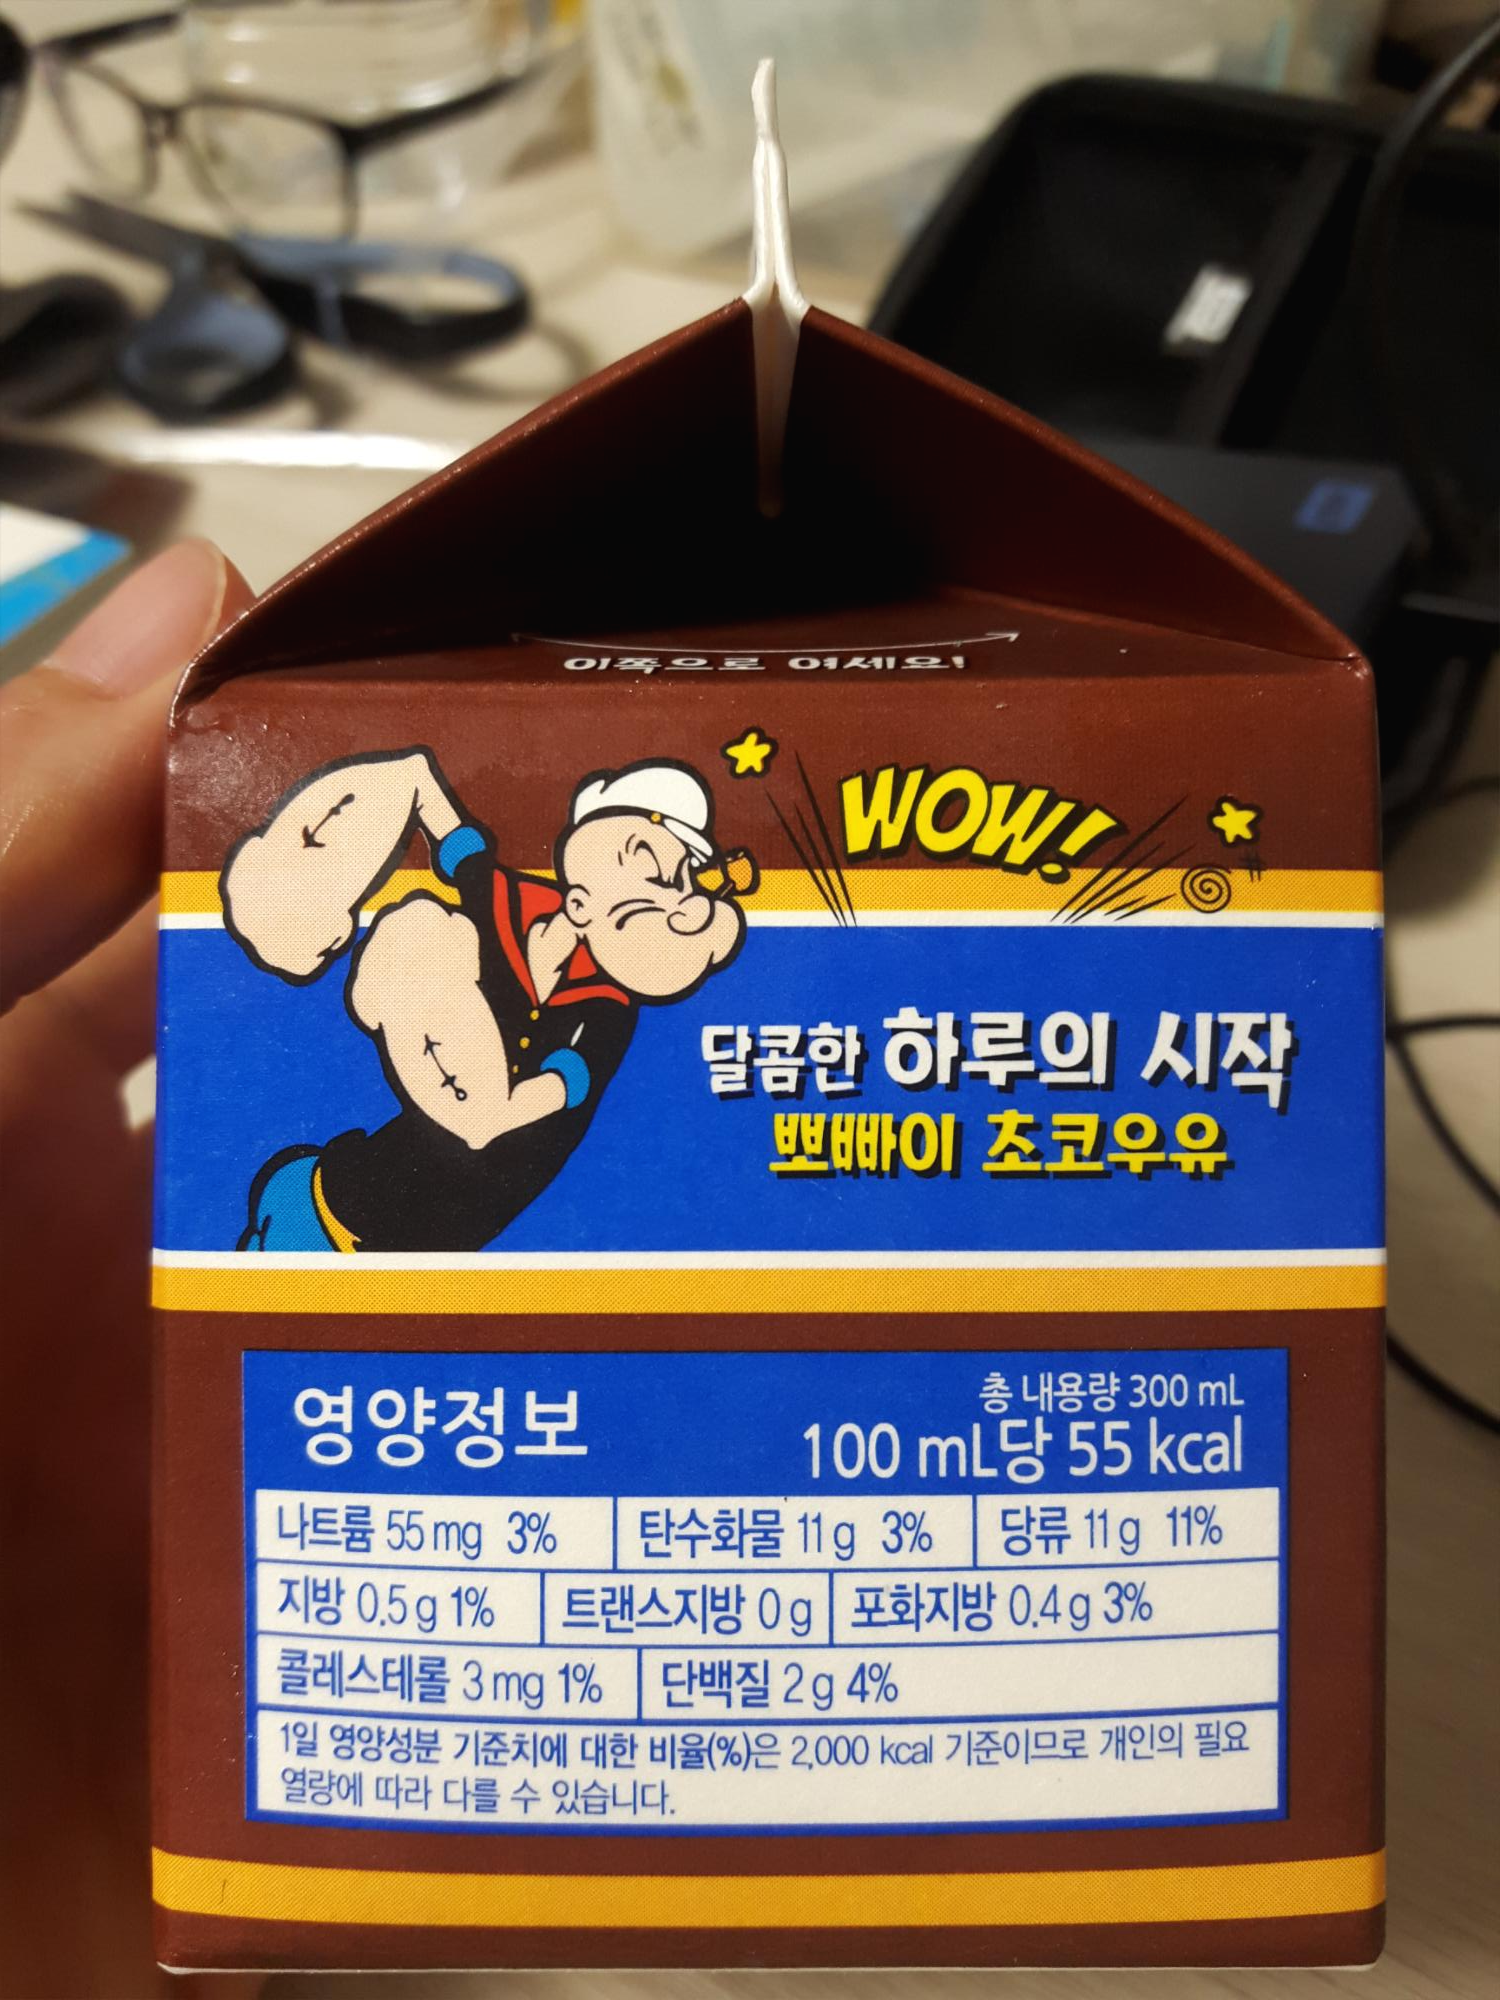 이쪽으로 여세요!
WOW!
달콤한 하루의 시작
뽀빠이 초코우유
영양정보
총 내용량 300 mL
100 mL당 55 kcal
나트륨 55 mg 3% 탄수화물 11 g 3% 당류 11 g 11%
지방 0.5 g 1% 트랜스지방 0 g 포화지방 0.4 g 3%
콜레스테롤 3 mg 1% 단백질 2 g 4%
1일 영양성분 기준치에 대한 비율(%)은 2,000 kcal 기준이므로 개인의 필요
열량에 따라 다를 수 있습니다.